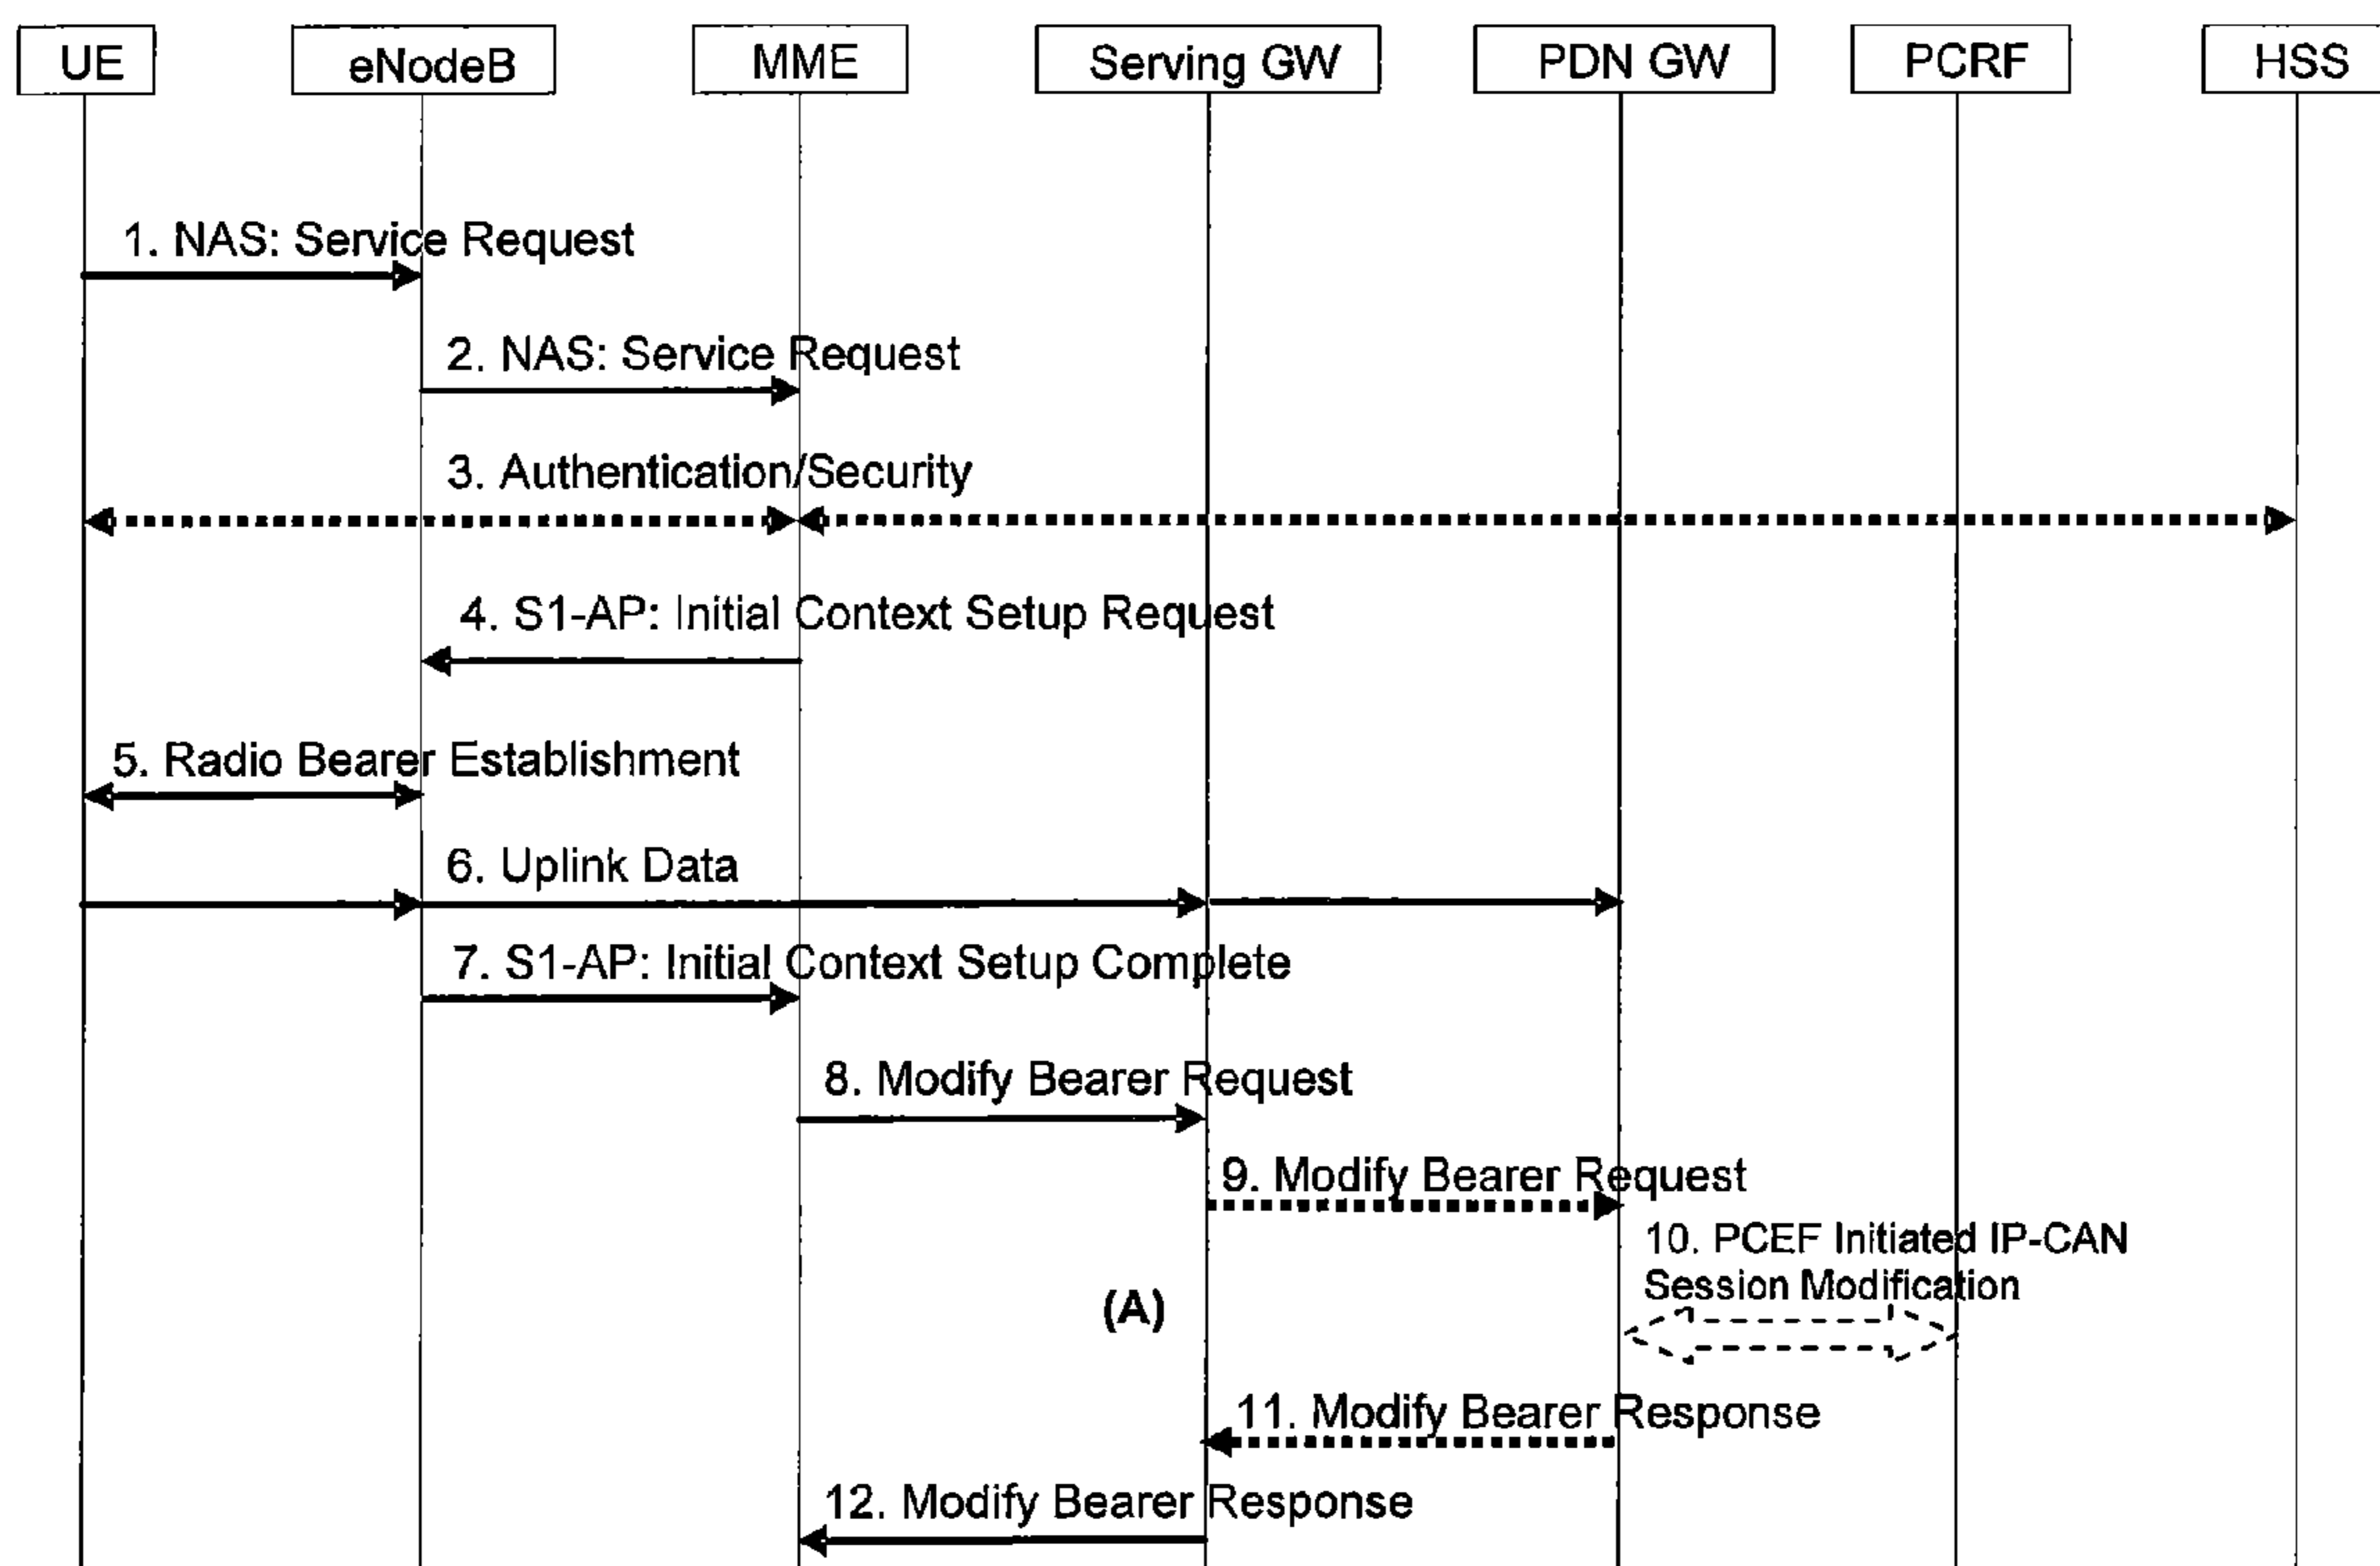 UE
eNodeB
MME
Serving GW
PDN GW
PCRF
HSS
1. NAS: Service Request
2. NAS: Service Request
3. Authentication/Security
4. S1-AP: Initial Context Setup Request
5. Radio Bearer Establishment
6. Uplink Data
7. S1-AP: Initial Context Setup Complete
8. Modify Bearer Request
9. Modify Bearer Request
10. PCEF Initiated IP-CAN
Session Modification
(A)
11. Modify Bearer Response
12. Modify Bearer Response